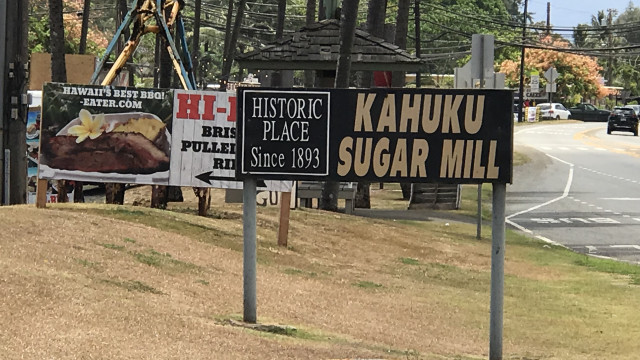 HAWAII'S BEST BBQ!
-EATER.COM
HI-
BRIS
PULLE
RI
HISTORIC
PLACE
Since 1893
KAHUKU
SUGAR MILL